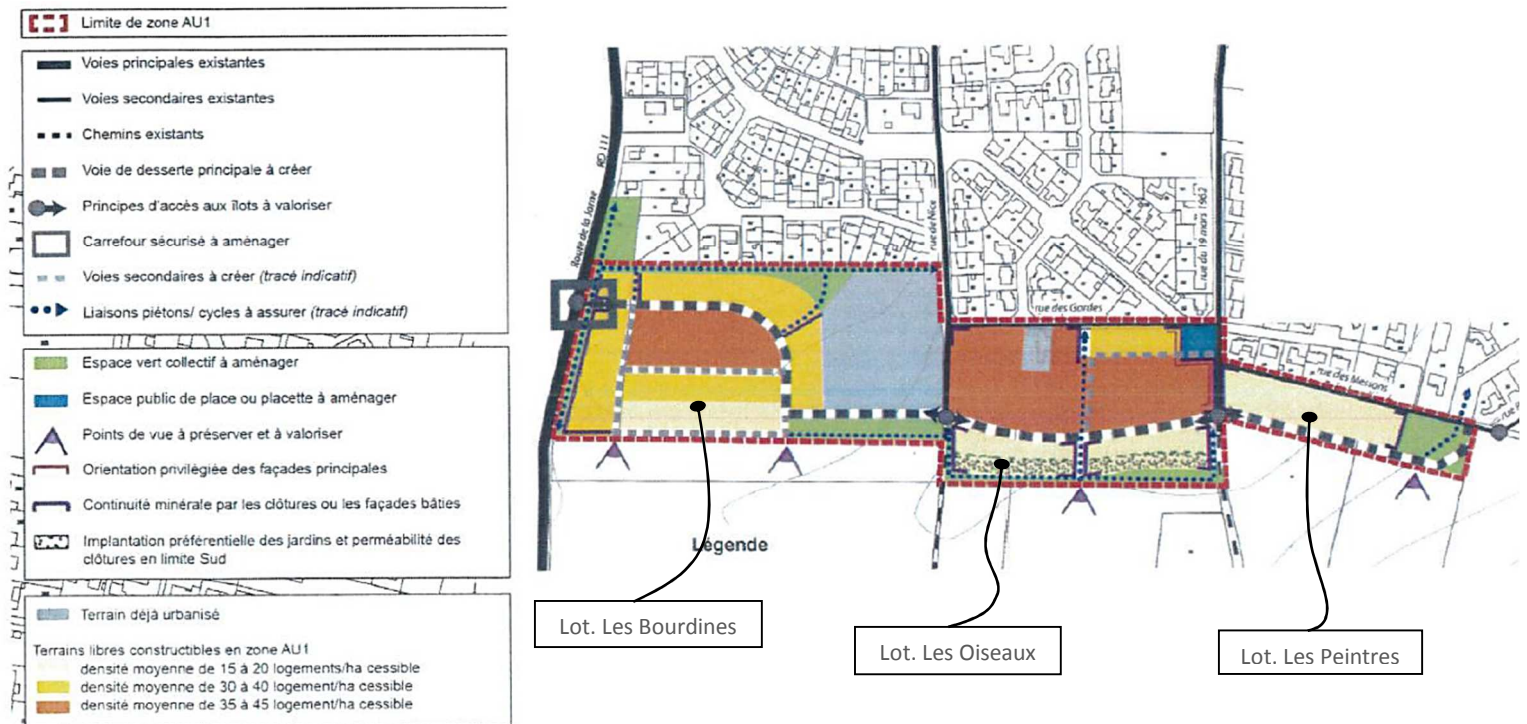 Limite de zone AU1
Voies principales existantes
Voies secondaires existantes
Chemins existants
Voie de desserte principale à créer
Principes d'accès aux îlots à valoriser
Carrefour sécurisé à aménager
Voies secondaires à créer (tracé indicatif)
Liaisons piétons/ cycles à assurer (tracé indicatif)
Espace vert collectif à aménager
Espace public de place ou placette à aménager
Points de vue à préserver et à valoriser
Orientation privilégiée des façades principales
Continuité minérale par les clôtures ou les façades bâties
Implantation préférentielle des jardins et perméabilité des
clôtures en limite Sud
Terrain déjà urbanisé
Terrains libres constructibles en zone AU1
densité moyenne de 15 à 20 logements/ha cessible
densité moyenne de 30 à 40 logement/ha cessible
densité moyenne de 35 à 45 logement/ha cessible
Route de la Jarne RD 111
rue de Nice
rue du 19 mars 1962
rue des Gardes
rue des Merions
Légende
Lot. Les Bourdines
Lot. Les Oiseaux
Lot. Les Peintres